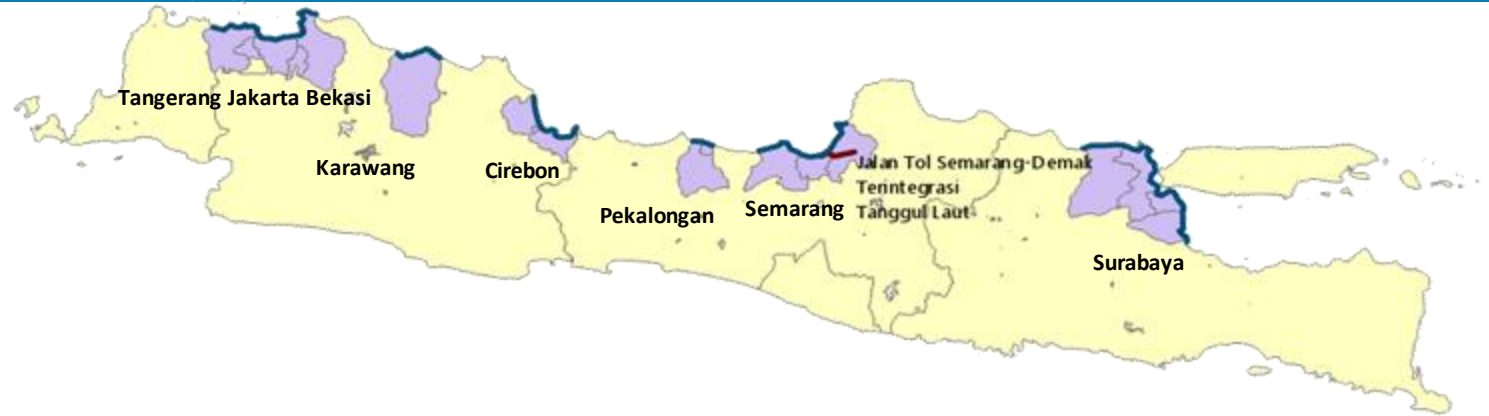 Tangerang Jakarta Bekasi
Karawang
Cirebon
Pekalongan
Semarang
Jalan Tol Semarang-Demak
Terintegrasi
Tanggul Laut
Surabaya